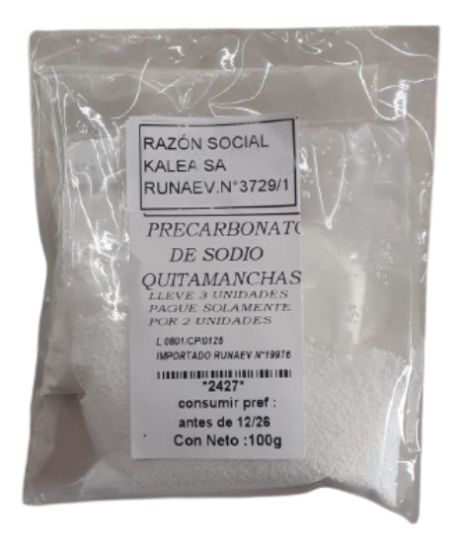 RAZÓN SOCIAL
KALEA SA
RUNAEV.N°3729/1
PRECARBONATO
DE SODIO
QUITAMANCHAS
LLEVE 3 UNIDADES
PAGUE SOLAMENTE
POR 2 UNIDADES
L 0801/CP/0125
IMPORTADO RUNAEV N°19976
*2427*
consumir pref :
antes de 12/26
Con Neto :100g